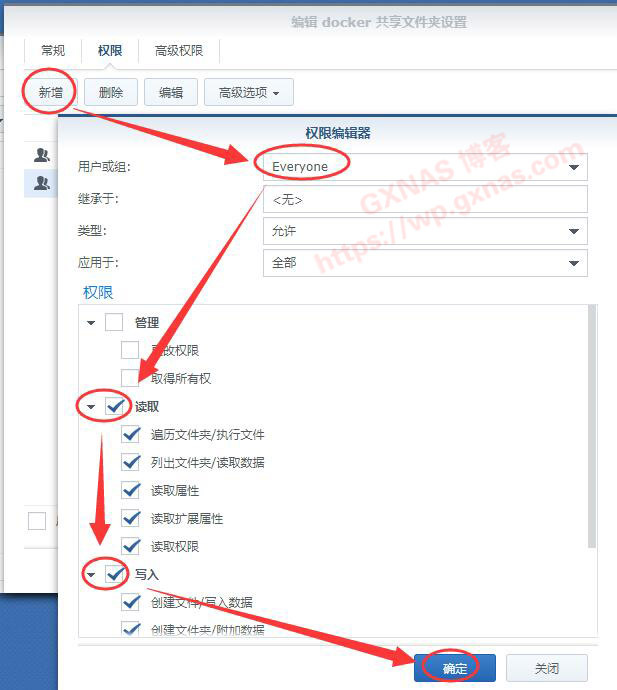 编辑 docker 共享文件夹设置
常规 权限 高级权限
新增 删除 编辑 高级选项
权限编辑器
用户或组: Everyone
继承于: <无>
类型: 允许
应用于: 全部
GXNAS 博客
https://wp.gxnas.com
权限
管理
更改权限
取得所有权
读取
遍历文件夹/执行文件
列出文件夹/读取数据
读取属性
读取扩展属性
读取权限
写入
创建文件/写入数据
创建文件夹/附加数据
确定 关闭